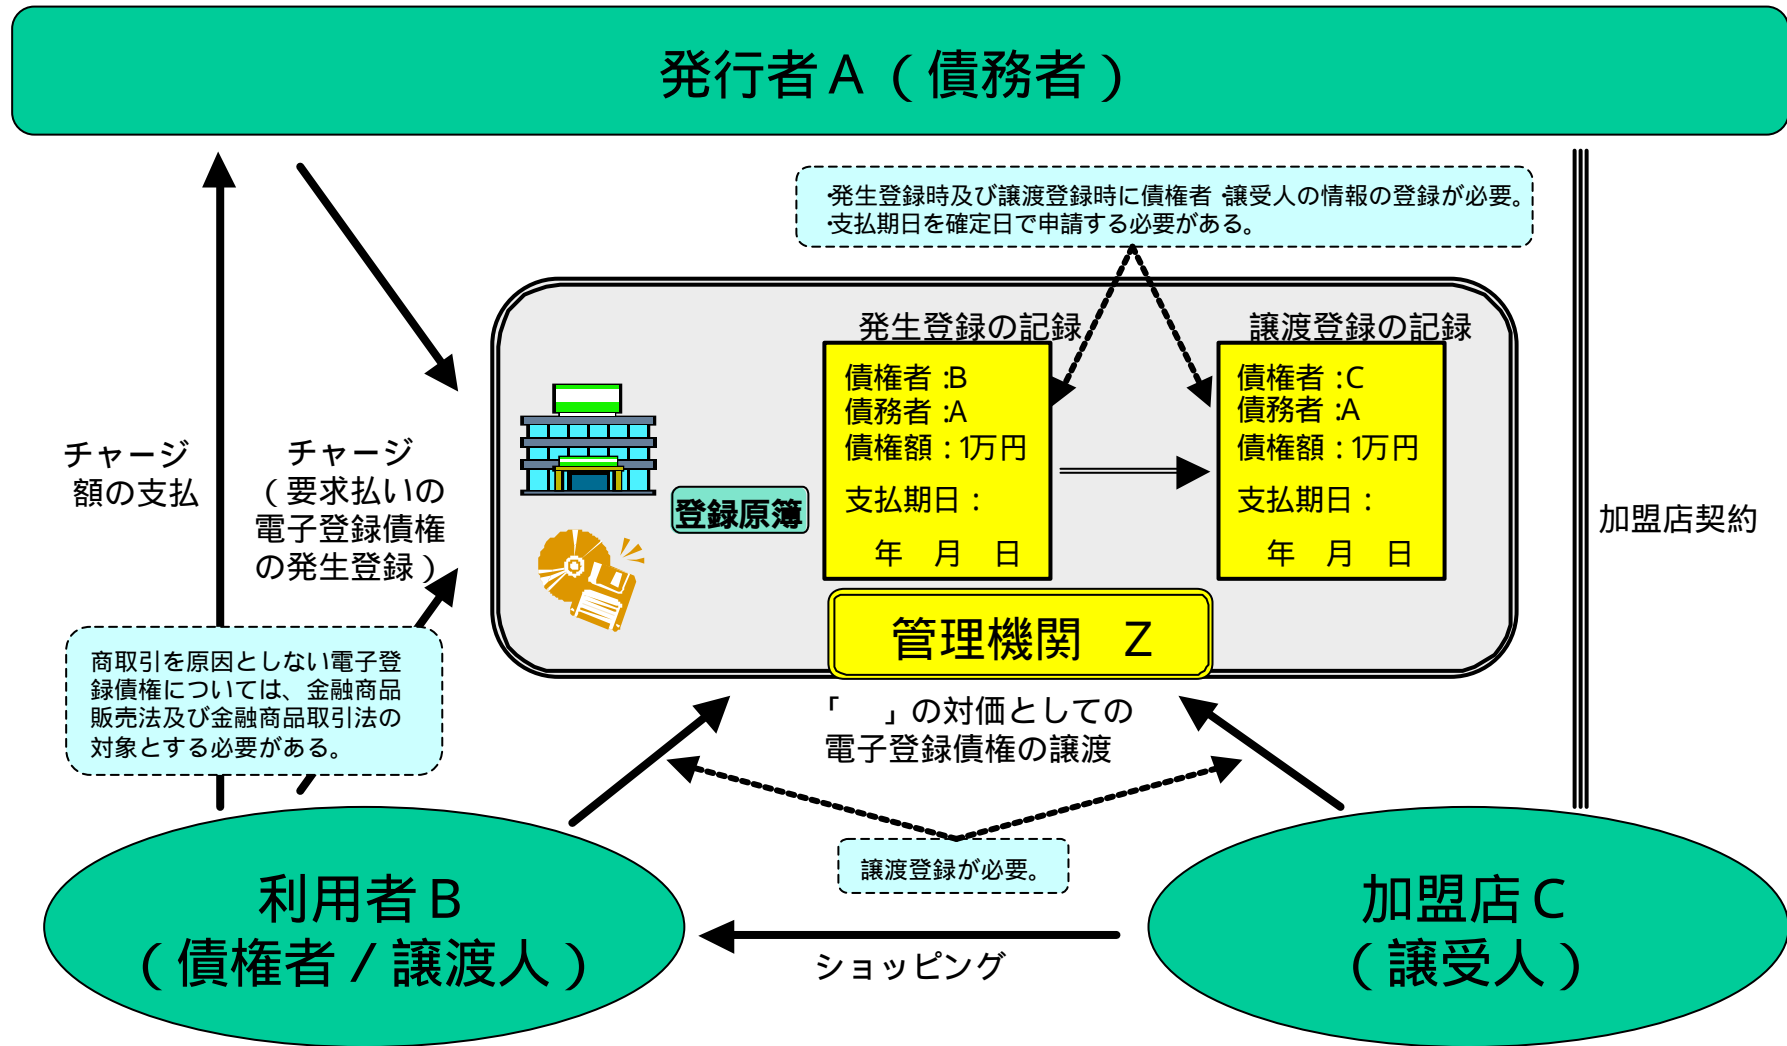 発行者Ａ（債務者）
・発生登録時及び譲渡登録時に債権者・譲受人の情報の登録が必要。
・支払期日を確定日で申請する必要がある。
チャージ
額の支払
チャージ
（要求払いの
電子登録債権
の発生登録）
発生登録の記録
債権者：B
債務者：A
債権額：1万円
支払期日：
年　月　日
譲渡登録の記録
債権者：C
債務者：A
債権額：1万円
支払期日：
年　月　日
登録原簿
管理機関　Ｚ
加盟店契約
商取引を原因としない電子登
録債権については、金融商品
販売法及び金融商品取引法の
対象とする必要がある。
「　」の対価としての
電子登録債権の譲渡
譲渡登録が必要。
利用者Ｂ
（債権者／譲渡人）
ショッピング
加盟店Ｃ
（譲受人）